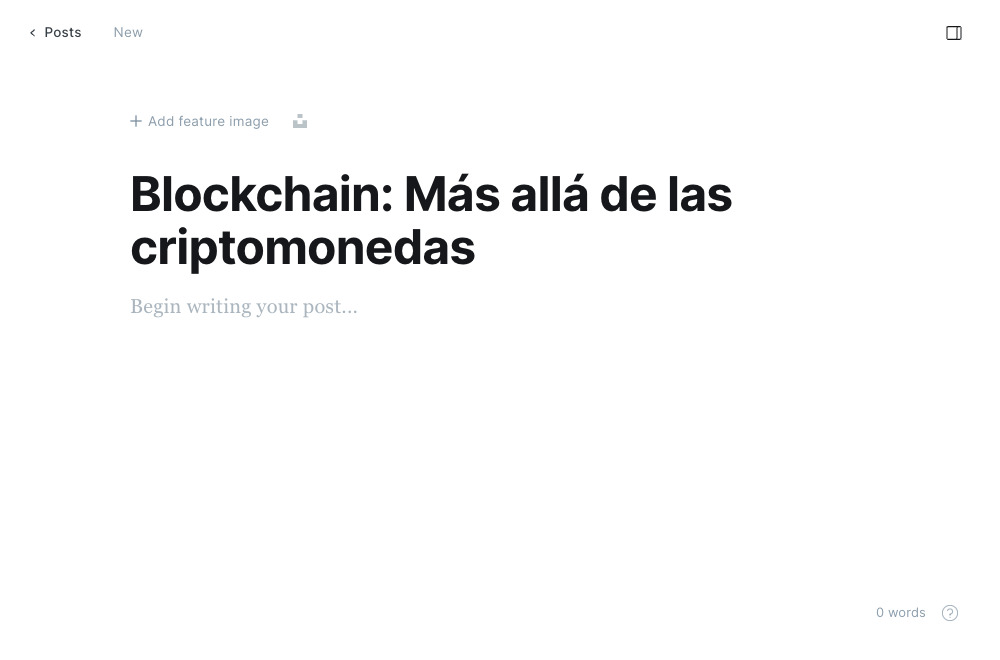 Posts New
Add feature image
Blockchain: Más allá de las
criptomonedas
Begin writing your post...
0 words ?